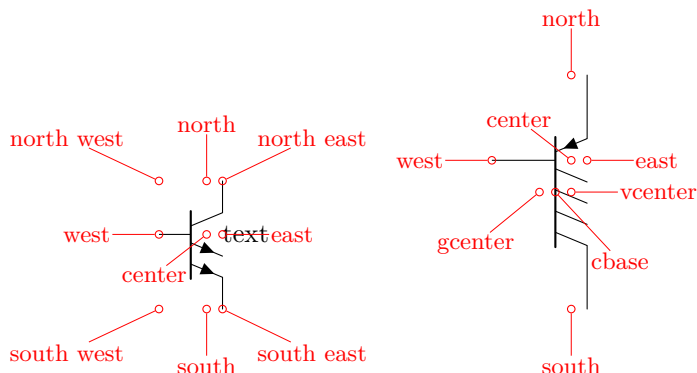 north
north west
north
north east
center
west
east
vcenter
west
text
east
gcenter
cbase
center
south west
south
south east
south